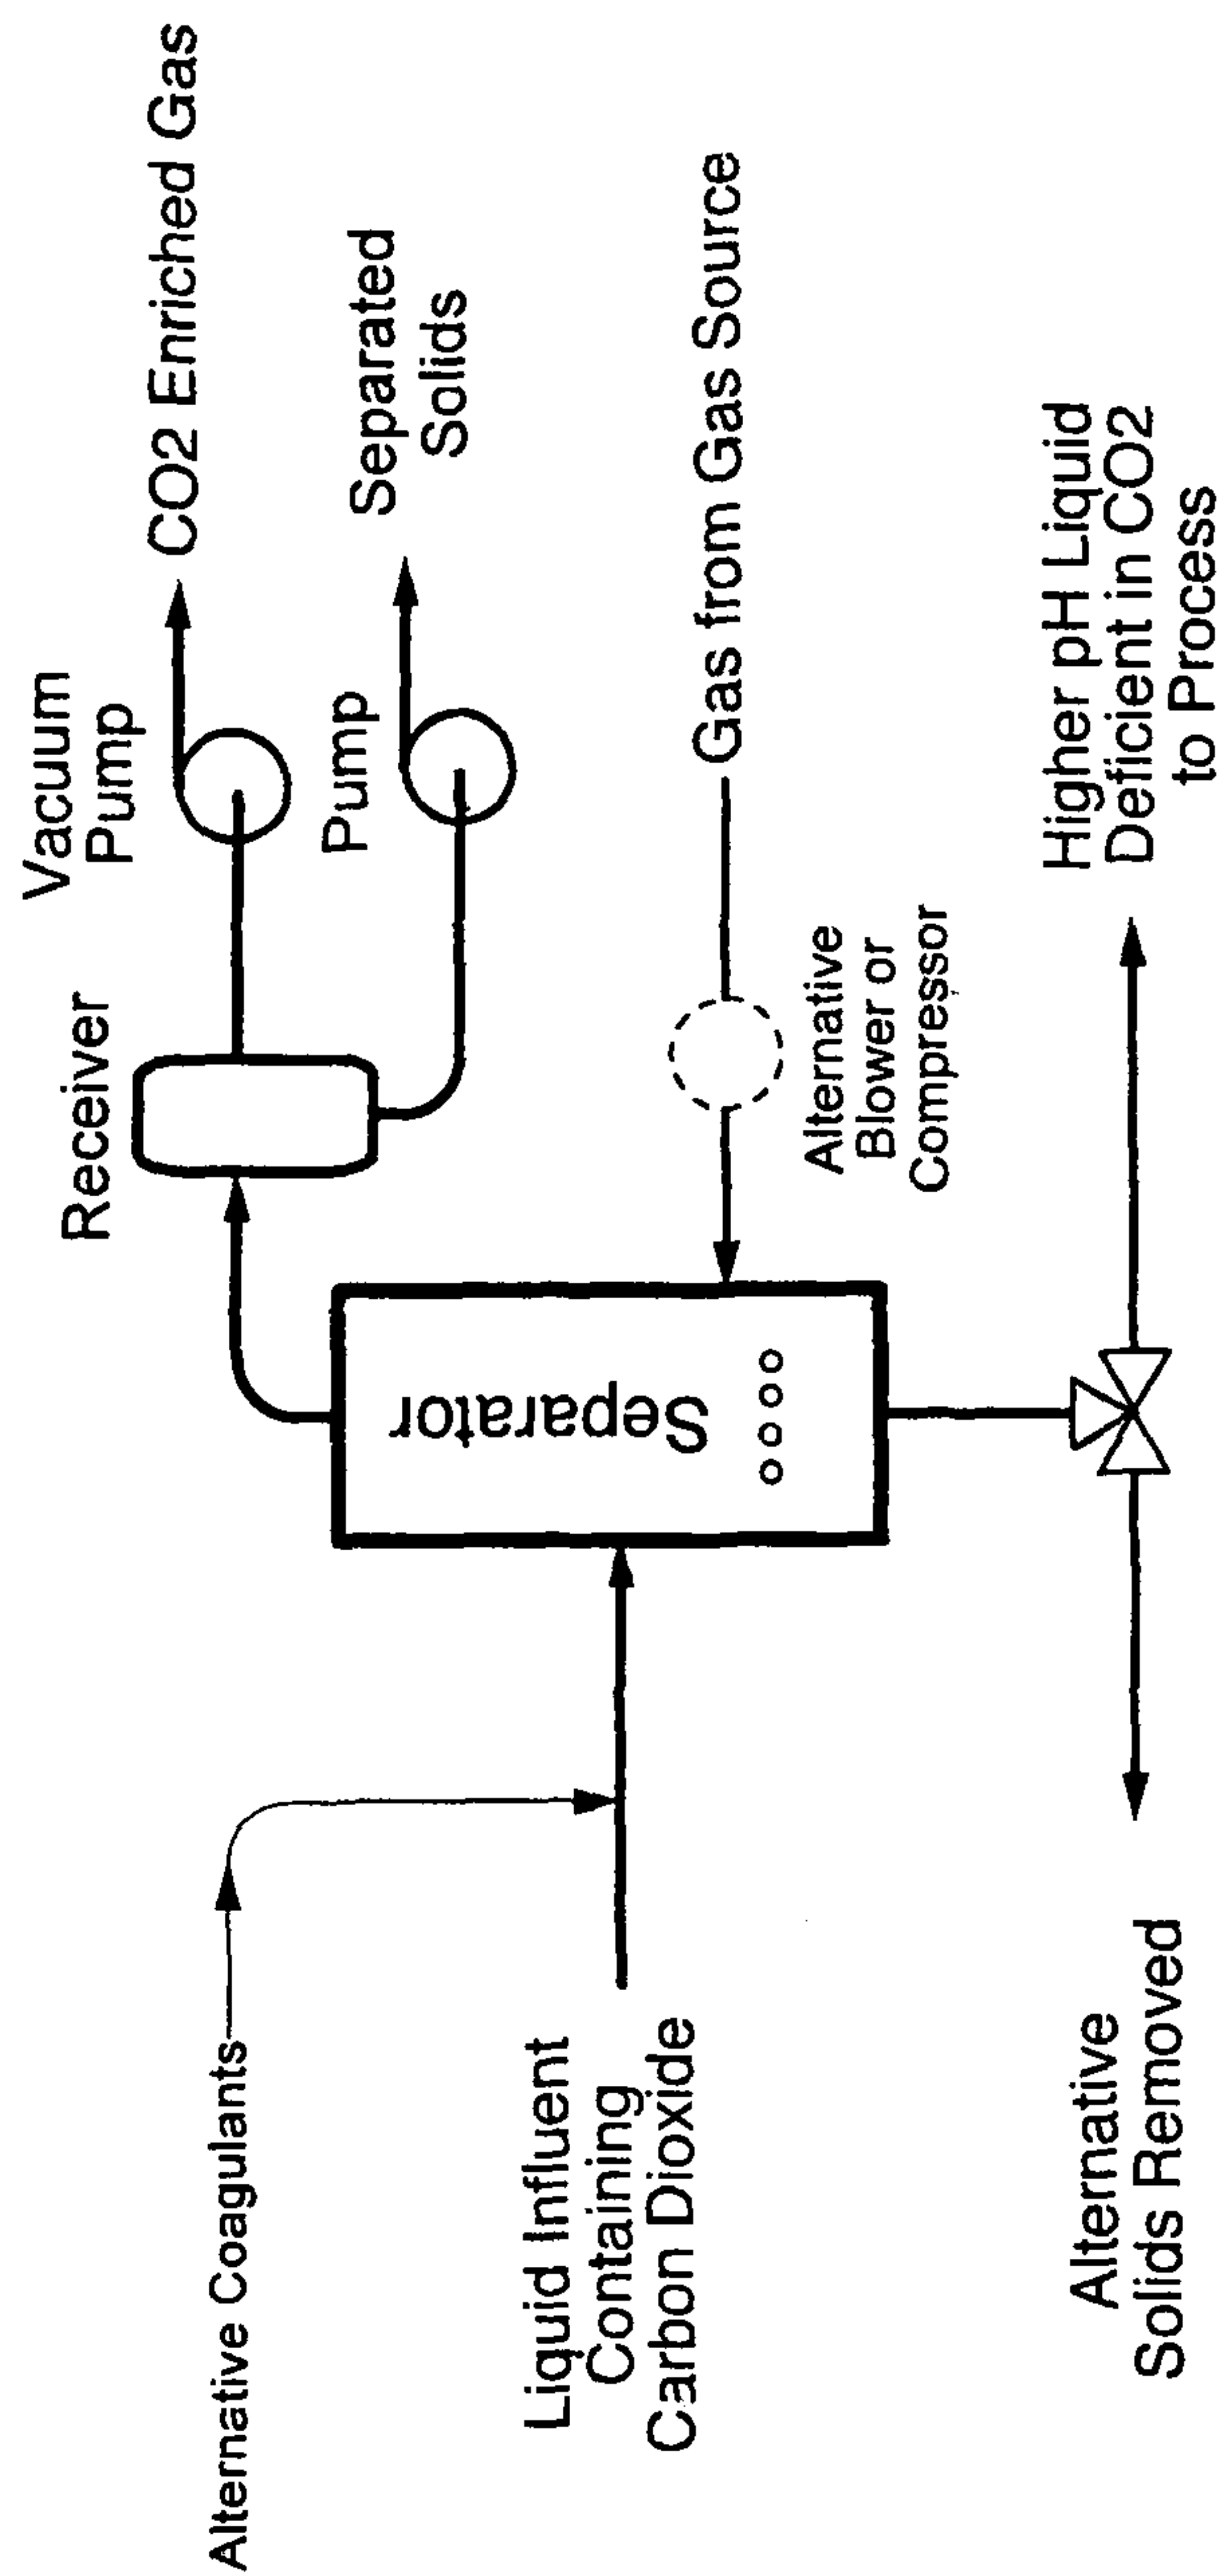 Vacuum
Pump
CO2 Enriched Gas
Receiver
Pump
Separated
Solids
Alternative Coagulants
Separator
Gas from Gas Source
Alternative
Blower or
Compressor
Liquid Influent
Containing
Carbon Dioxide
Higher pH Liquid
Deficient in CO2
to Process
Alternative
Solids Removed